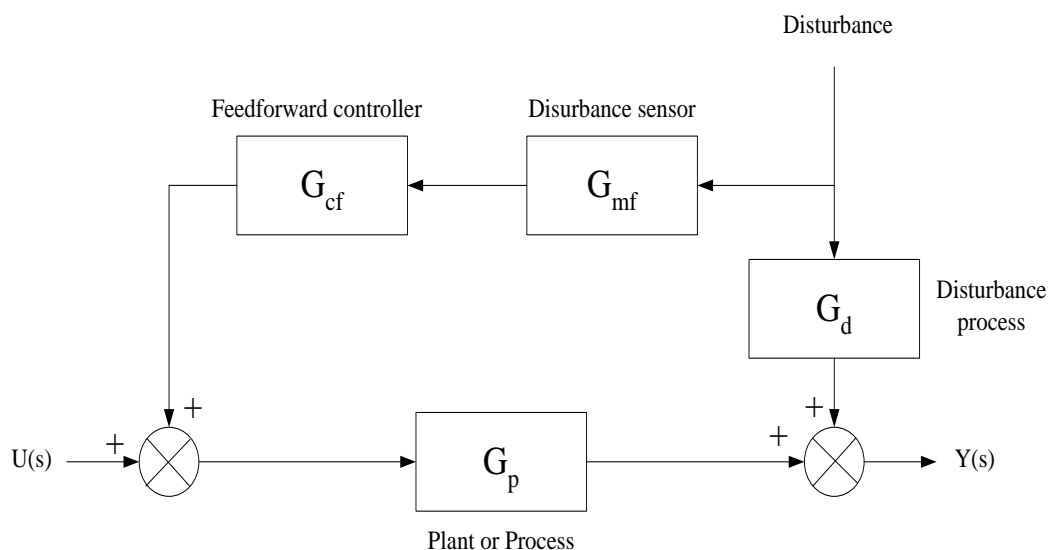 Disturbance
Feedforward controller
Disurbance sensor
G_cf
G_mf
Disturbance
process
G_d
+
+
+
+
U(s)
G_p
Y(s)
Plant or Process